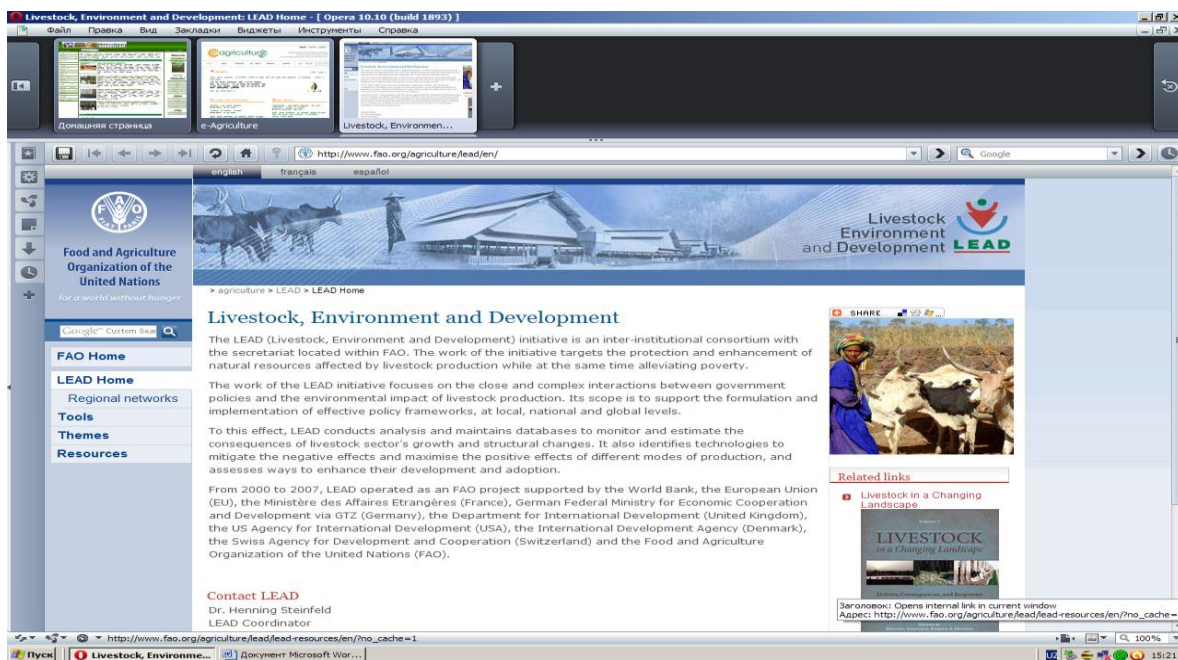 Livestock, Environment and Development: LEAD Home - [ Opera 10.10 (build 1893) ]
Файл Правка Вид Закладки Виджеты Инструменты Справка
Домашняя страница e-Agriculture Livestock, Environmen...
http://www.fao.org/agriculture/lead/en/ Google
english français español
Food and Agriculture
Organization of the
United Nations
for a world without hunger
Livestock
Environment
and Development LEAD
> agriculture > LEAD > LEAD Home
Google™ Custom Sear
FAO Home
LEAD Home
Regional networks
Tools
Themes
Resources
Livestock, Environment and Development
The LEAD (Livestock, Environment and Development) initiative is an inter-institutional consortium with
the secretariat located within FAO. The work of the initiative targets the protection and enhancement of
natural resources affected by livestock production while at the same time alleviating poverty.
The work of the LEAD initiative focuses on the close and complex interactions between government
policies and the environmental impact of livestock production. Its scope is to support the formulation and
implementation of effective policy frameworks, at local, national and global levels.
To this effect, LEAD conducts analysis and maintains databases to monitor and estimate the
consequences of livestock sector's growth and structural changes. It also identifies technologies to
mitigate the negative effects and maximise the positive effects of different modes of production, and
assesses ways to enhance their development and adoption.
From 2000 to 2007, LEAD operated as an FAO project supported by the World Bank, the European Union
(EU), the Ministère des Affaires Etrangères (France), German Federal Ministry for Economic Cooperation
and Development via GTZ (Germany), the Department for International Development (United Kingdom),
the US Agency for International Development (USA), the International Development Agency (Denmark),
the Swiss Agency for Development and Cooperation (Switzerland) and the Food and Agriculture
Organization of the United Nations (FAO).
Contact LEAD
Dr. Henning Steinfeld
LEAD Coordinator
SHARE
Related links
Livestock in a Changing
Landscape
LIVESTOCK
in a Changing Landscape
Заголовок: Opens internal link in current window
Адрес: http://www.fao.org/agriculture/lead/lead-resources/en/?no_cache=
http://www.fao.org/agriculture/lead/lead-resources/en/?no_cache=1 100%
Пуск Livestock, Environme... Документ Microsoft Wor... 15:21